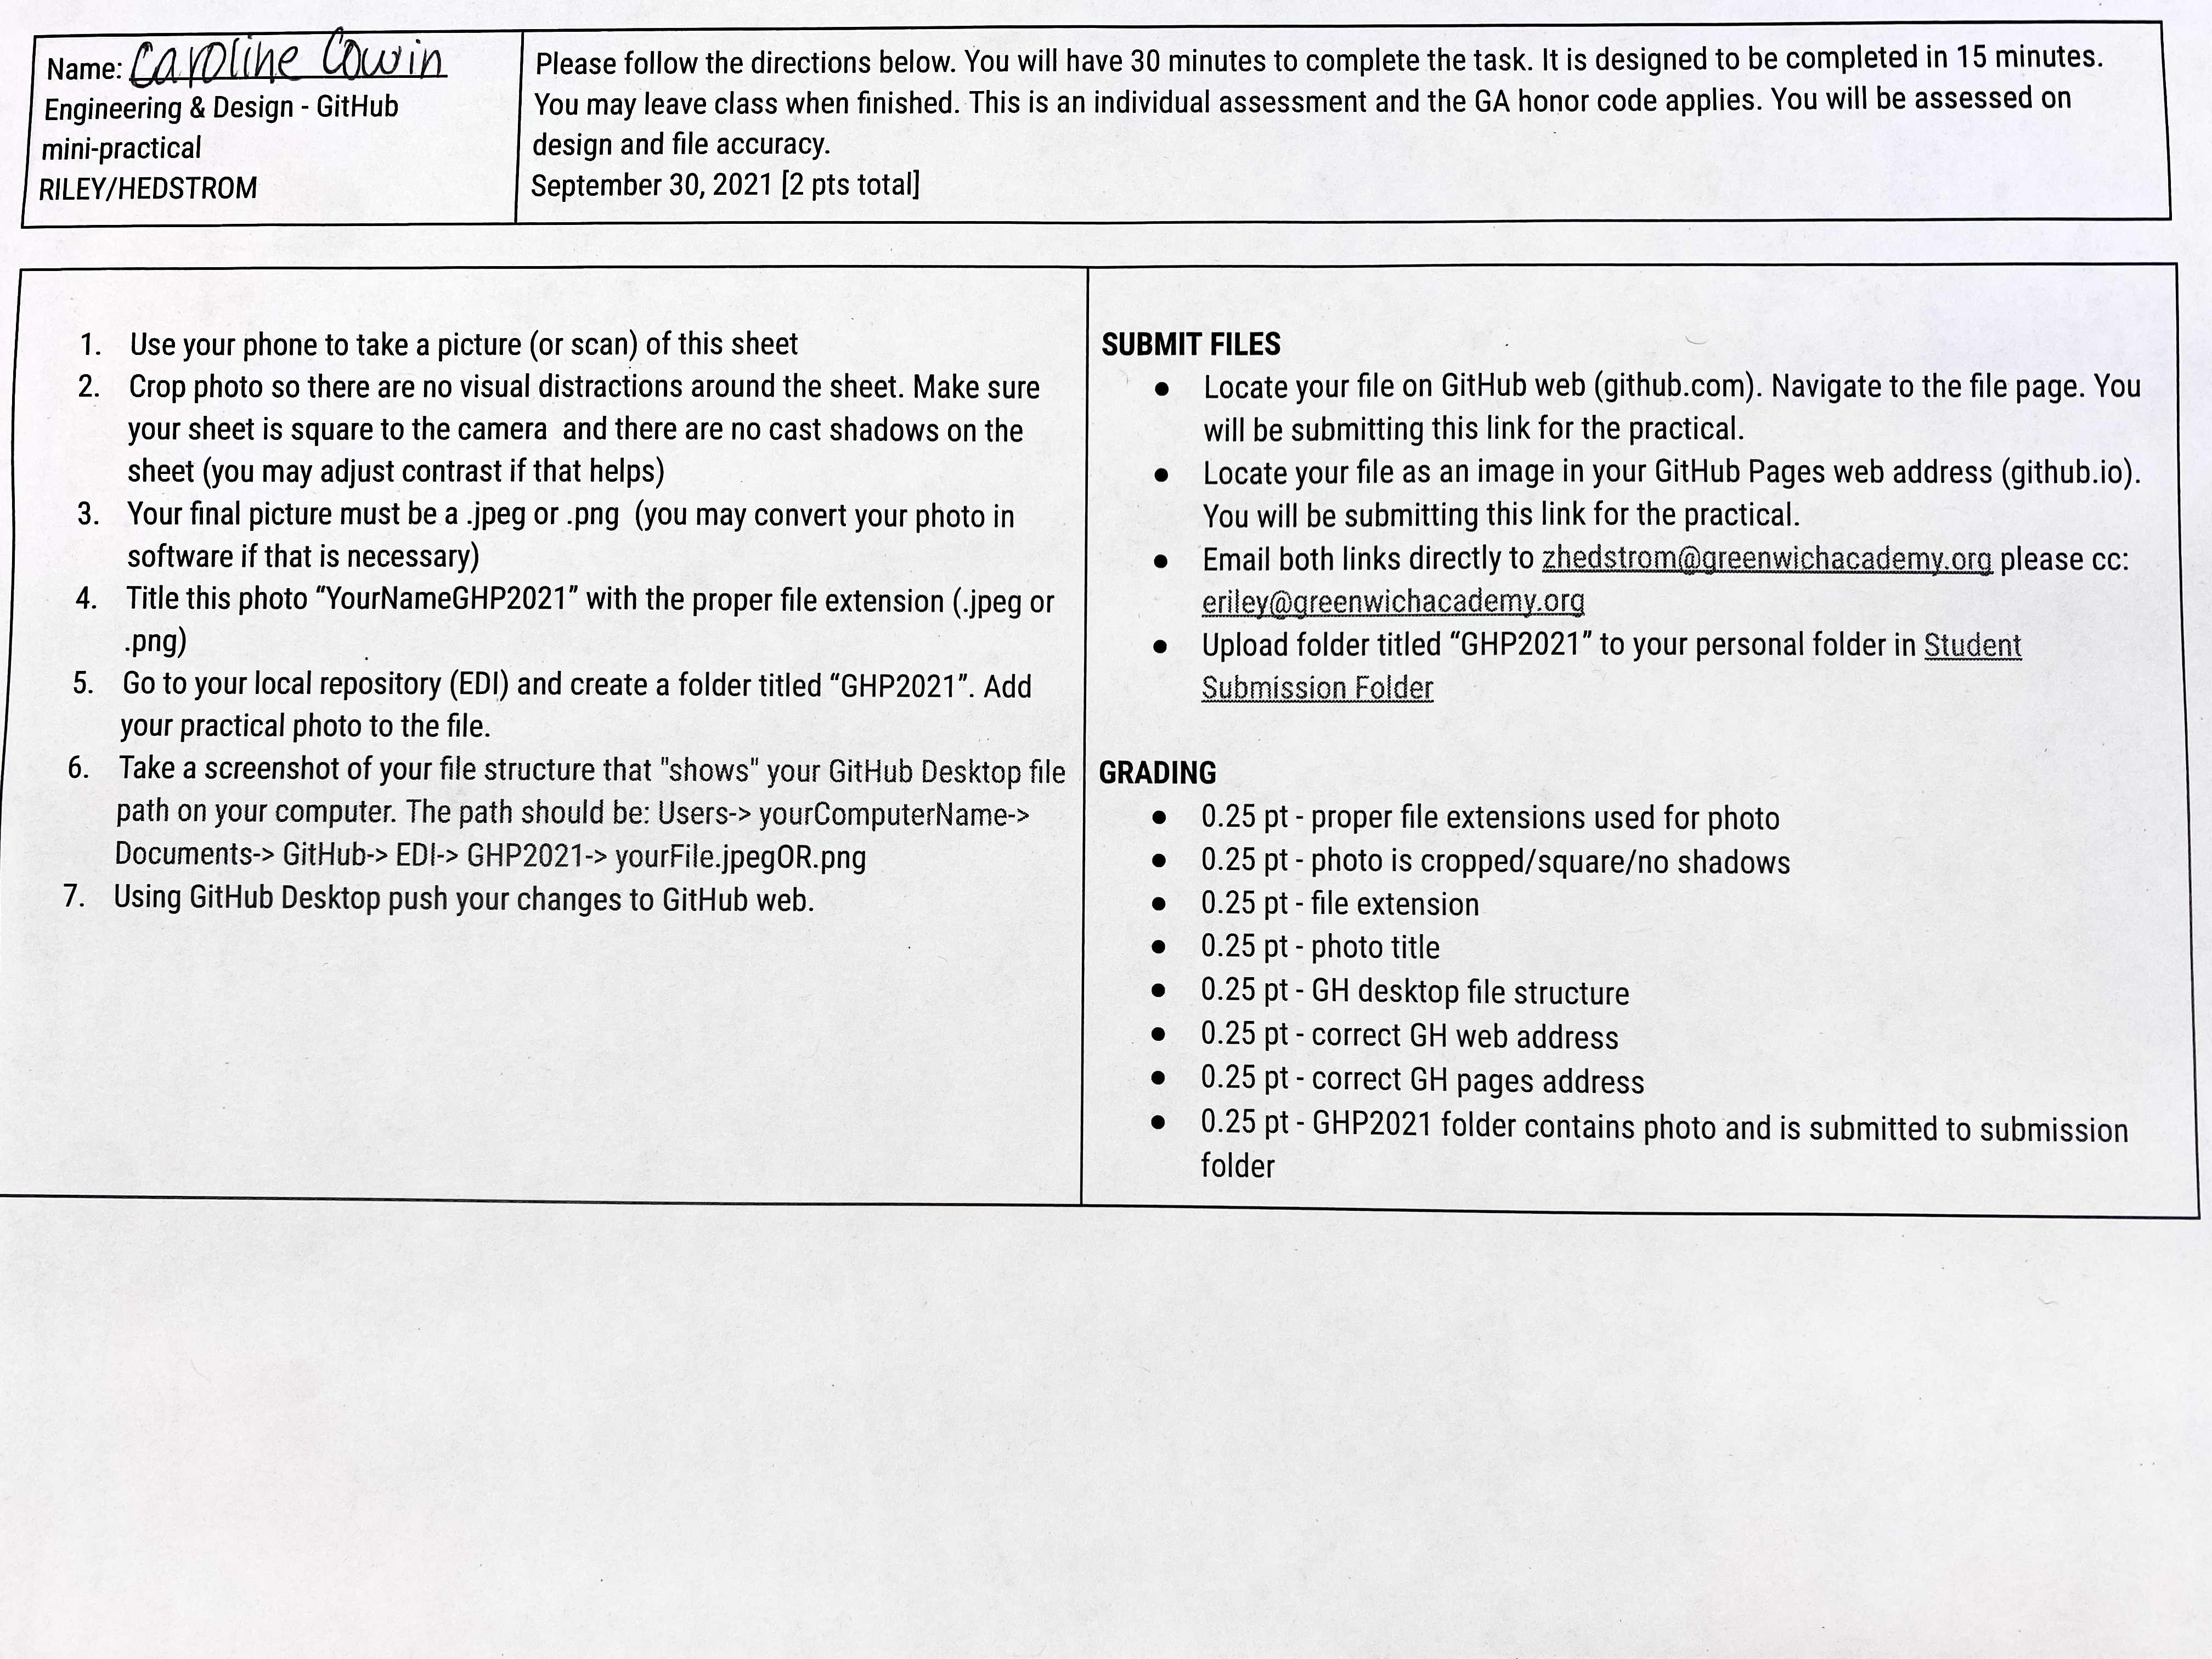 Name: Caroline Cowin
Engineering & Design - GitHub
mini-practical
RILEY/HEDSTROM
Please follow the directions below. You will have 30 minutes to complete the task. It is designed to be completed in 15 minutes.
You may leave class when finished. This is an individual assessment and the GA honor code applies. You will be assessed on
design and file accuracy.
September 30, 2021 [2 pts total]
1. Use your phone to take a picture (or scan) of this sheet
2. Crop photo so there are no visual distractions around the sheet. Make sure
your sheet is square to the camera and there are no cast shadows on the
sheet (you may adjust contrast if that helps)
3. Your final picture must be a .jpeg or .png (you may convert your photo in
software if that is necessary)
4. Title this photo “YourNameGHP2021” with the proper file extension (.jpeg or
.png)
5. Go to your local repository (EDI) and create a folder titled “GHP2021”. Add
your practical photo to the file.
6. Take a screenshot of your file structure that "shows" your GitHub Desktop file
path on your computer. The path should be: Users-> yourComputerName->
Documents-> GitHub-> EDI-> GHP2021-> yourFile.jpegOR.png
7. Using GitHub Desktop push your changes to GitHub web.
SUBMIT FILES
● Locate your file on GitHub web (github.com). Navigate to the file page. You
will be submitting this link for the practical.
● Locate your file as an image in your GitHub Pages web address (github.io).
You will be submitting this link for the practical.
● Email both links directly to zhedstrom@greenwichacademy.org please cc:
eriley@greenwichacademy.org
● Upload folder titled “GHP2021” to your personal folder in Student
Submission Folder
GRADING
● 0.25 pt - proper file extensions used for photo
● 0.25 pt - photo is cropped/square/no shadows
● 0.25 pt - file extension
● 0.25 pt - photo title
● 0.25 pt - GH desktop file structure
● 0.25 pt - correct GH web address
● 0.25 pt - correct GH pages address
● 0.25 pt - GHP2021 folder contains photo and is submitted to submission
folder